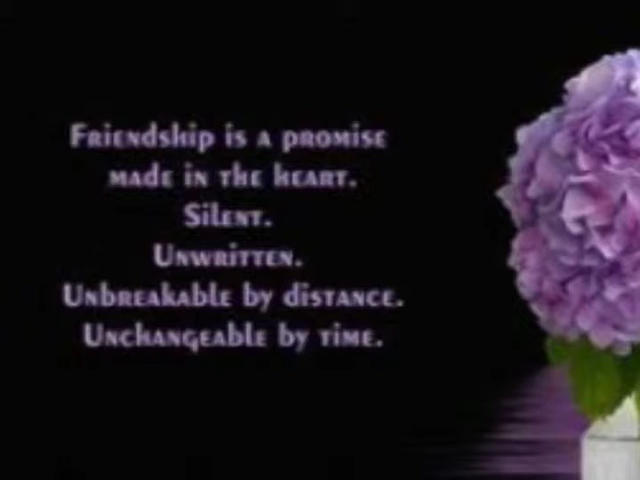 Friendship is a promise
made in the heart.
Silent.
Unwritten.
Unbreakable by distance.
Unchangeable by time.